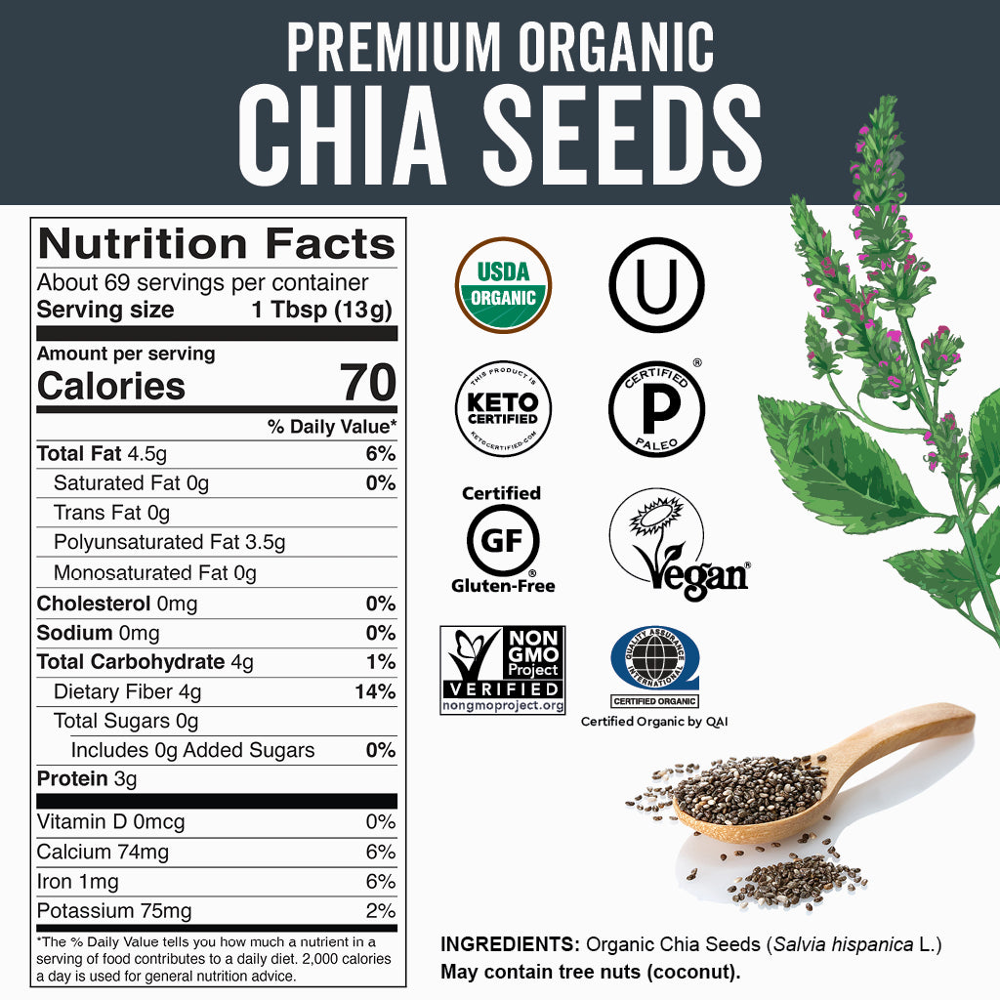 PREMIUM ORGANIC
CHIA SEEDS
Nutrition Facts
About 69 servings per container
Serving size 1 Tbsp (13g)
Amount per serving
Calories 70
% Daily Value*
Total Fat 4.5g 6%
Saturated Fat 0g 0%
Trans Fat 0g
Polyunsaturated Fat 3.5g
Monosaturated Fat 0g
Cholesterol 0mg 0%
Sodium 0mg 0%
Total Carbohydrate 4g 1%
Dietary Fiber 4g 14%
Total Sugars 0g
Includes 0g Added Sugars 0%
Protein 3g
Vitamin D 0mcg 0%
Calcium 74mg 6%
Iron 1mg 6%
Potassium 75mg 2%
*The % Daily Value tells you how much a nutrient in a
serving of food contributes to a daily diet. 2,000 calories
a day is used for general nutrition advice.
USDA
ORGANIC
U
THIS PRODUCT IS
KETO
CERTIFIED
KETOCERTIFIED.COM
CERTIFIED ®
P
PALEO
Certified
GF ®
Gluten-Free
Vegan®
NON
GMO
Project
VERIFIED
nongmoproject.org
QUALITY ASSURANCE
INTERNATIONAL
CERTIFIED ORGANIC
Certified Organic by QAI
INGREDIENTS: Organic Chia Seeds (Salvia hispanica L.)
May contain tree nuts (coconut).